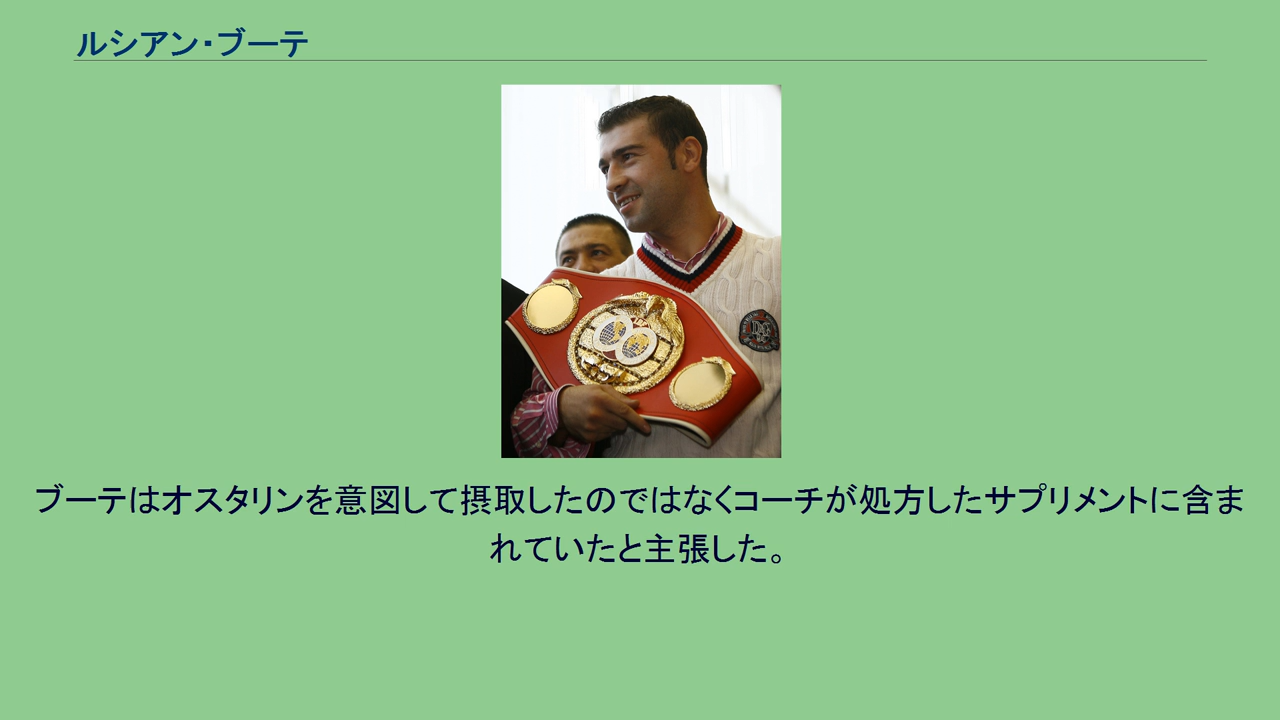 ルシアン・ブーテ
ブーテはオスタリンを意図して摂取したのではなくコーチが処方したサプリメントに含ま
れていたと主張した。